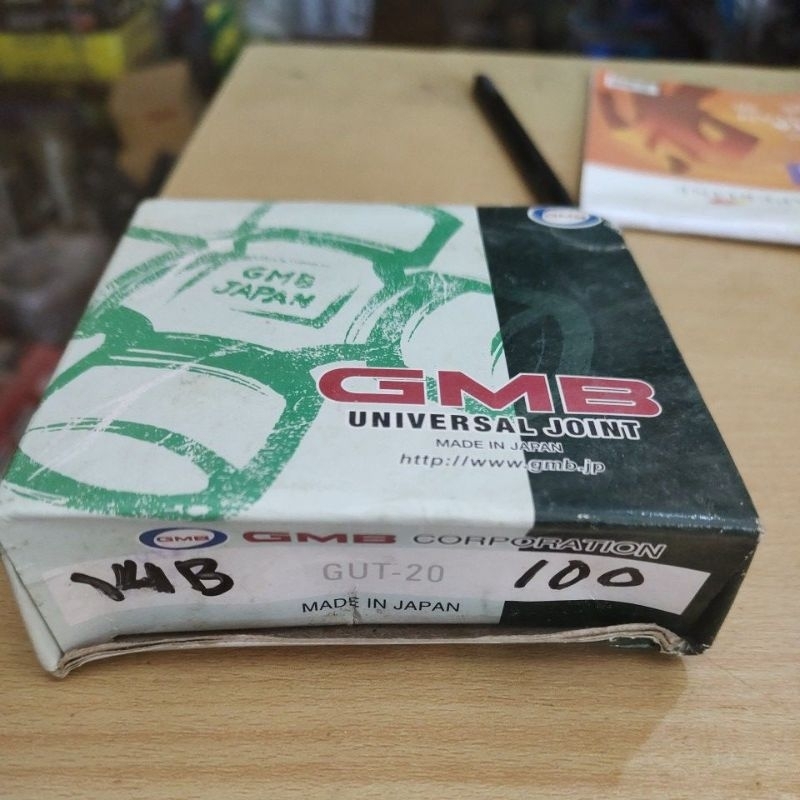 GMB
GMB
JAPAN
GMB
UNIVERSAL JOINT
MADE IN JAPAN
http://www.gmb.jp
GMB GMB CORPORATION
GUT-20 100
MADE IN JAPAN